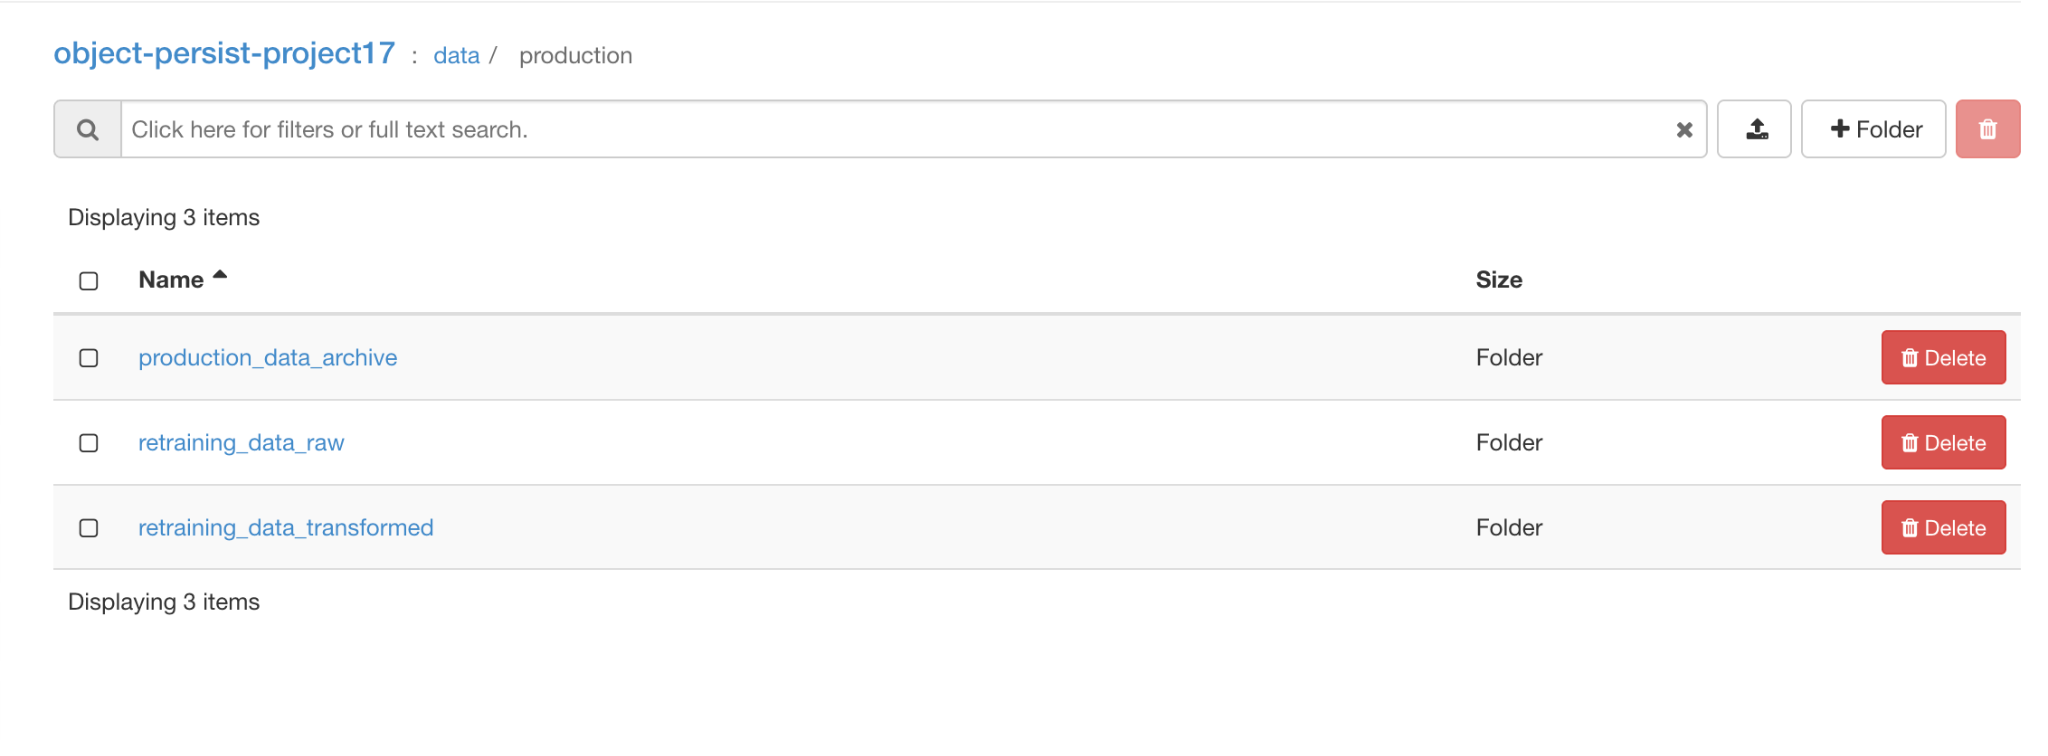 object-persist-project17 : data / production
Click here for filters or full text search.
+ Folder
Displaying 3 items
Name Size
production_data_archive Folder Delete
retraining_data_raw Folder Delete
retraining_data_transformed Folder Delete
Displaying 3 items